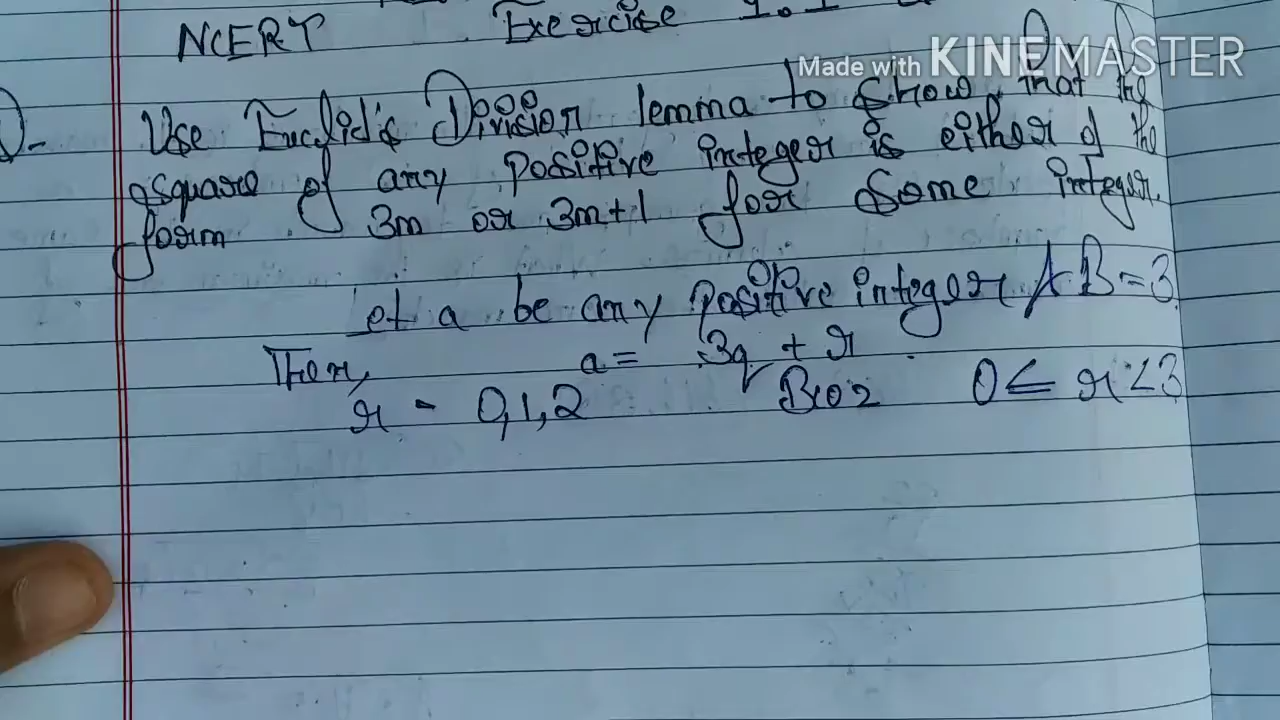 NCERT Exercise 1.1
Made with KINEMASTER
Q- Use Euclid's Division lemma to show that the
square of any positive integer is either of the
form 3m or 3m+1 for some integer.
Let a be any positive integer B=3
Then, a= 3q + r
r - 0,1,2 0≤ r<3